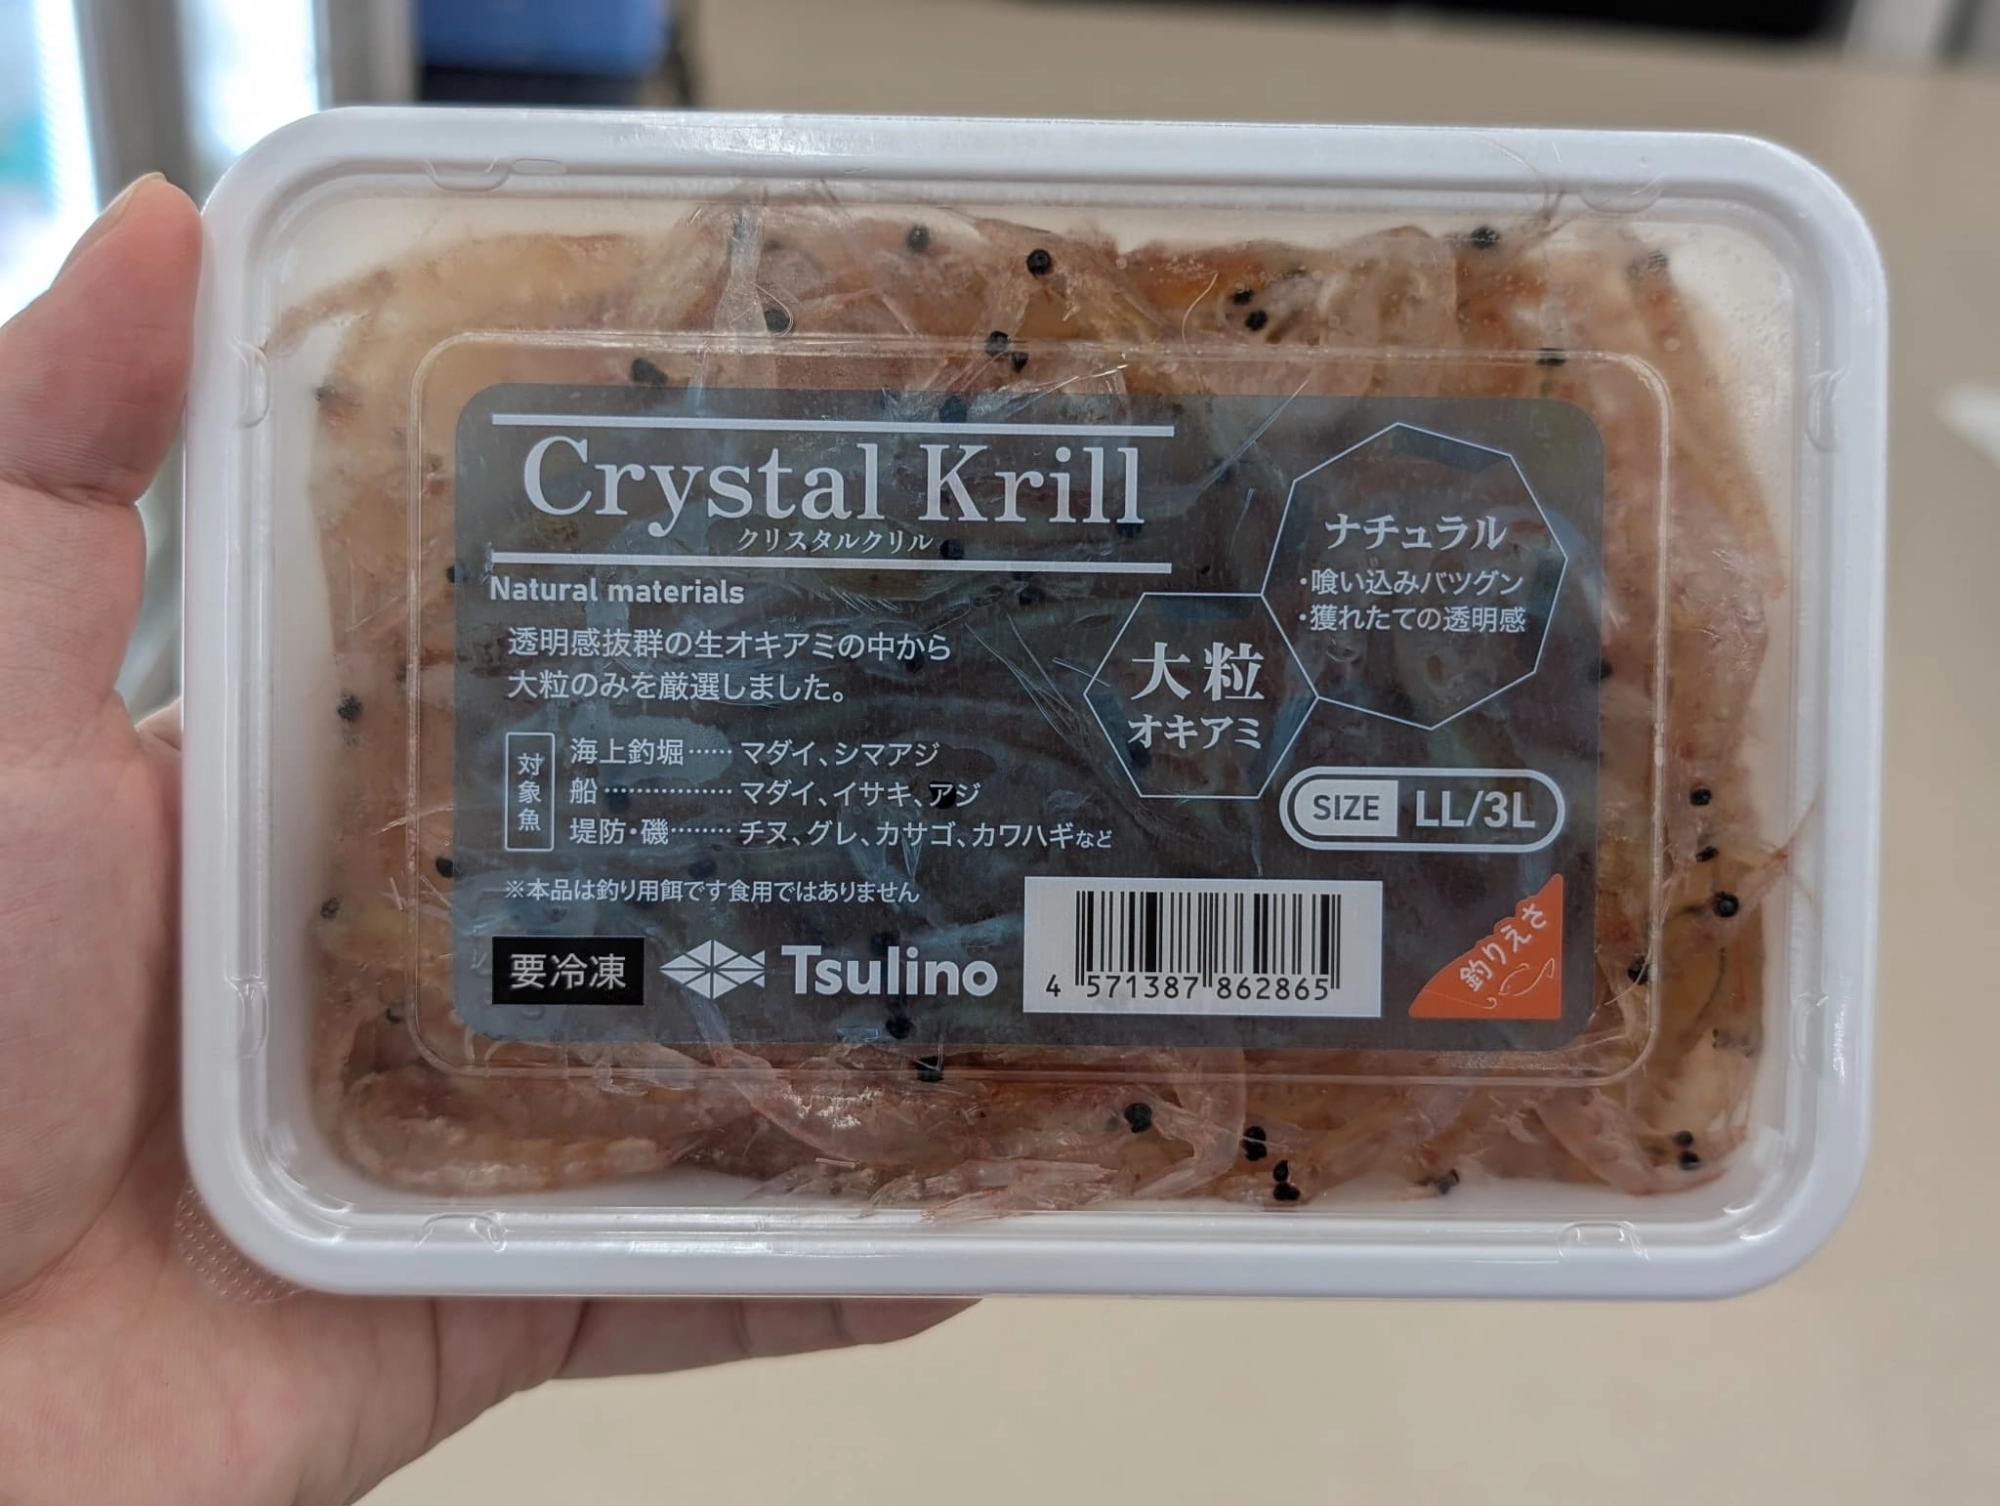 Crystal Krill
クリスタルクリル
Natural materials
透明感抜群の生オキアミの中から
大粒のみを厳選しました。
ナチュラル
・喰い込みバツグン
・獲れたての透明感
大粒
オキアミ
対象魚
海上釣堀……マダイ、シマアジ
船……………マダイ、イサキ、アジ
堤防・磯………チヌ、グレ、カサゴ、カワハギなど
SIZE LL/3L
※本品は釣り用餌です食用ではありません
要冷凍
Tsulino
4 571387 862865
釣りえさ